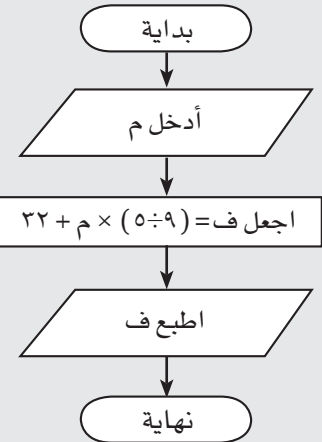 بداية
أدخل م
اجعل ف = (٩÷٥) × م + ٣٢
اطبع ف
نهاية